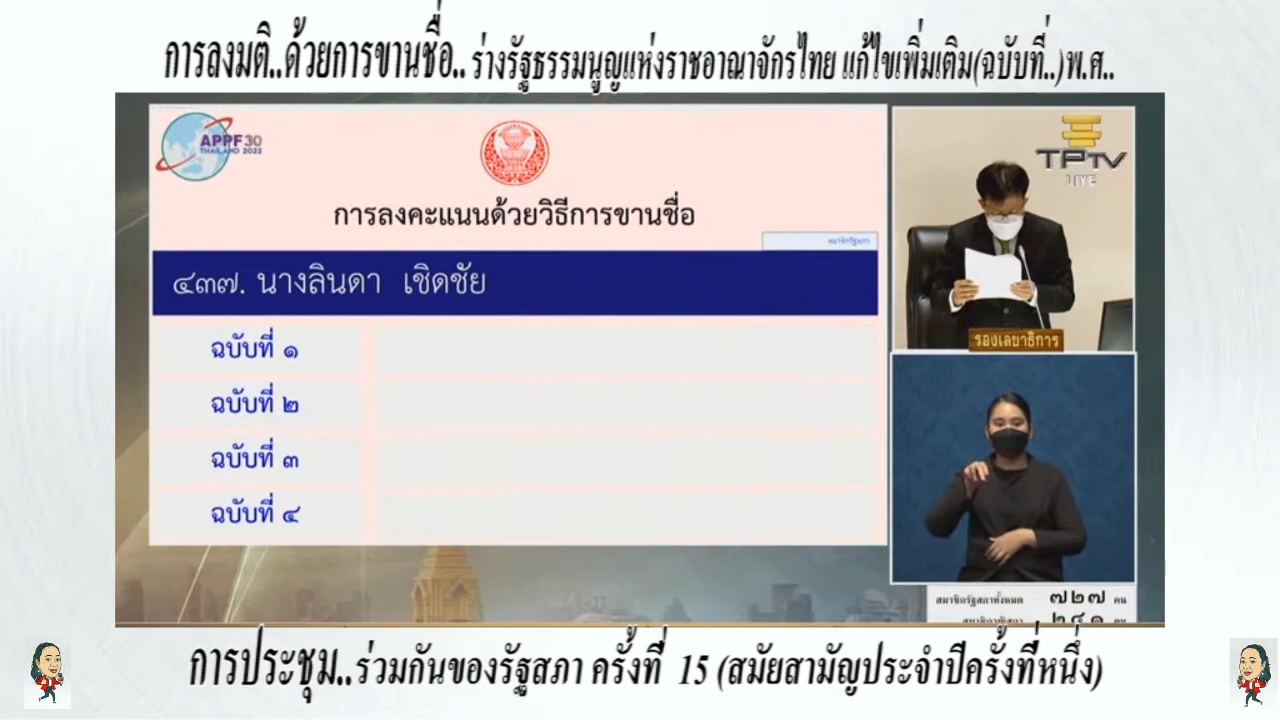 การลงมติ..ด้วยการขานชื่อ.. ร่างรัฐธรรมนูญแห่งราชอาณาจักรไทย แก้ไขเพิ่มเติม(ฉบับที่..)พ.ศ..
APPF30
THAILAND 2022
TPTV
LIVE
การลงคะแนนด้วยวิธีการขานชื่อ
สมาชิกรัฐสภา
๔๓๗. นางลินดา เชิดชัย
ฉบับที่ ๑
ฉบับที่ ๒
ฉบับที่ ๓
ฉบับที่ ๔
รองเลขาธิการ
สมาชิกรัฐสภาทั้งหมด ๗๒๗ คน
การประชุม..ร่วมกันของรัฐสภา ครั้งที่ 15 (สมัยสามัญประจำปีครั้งที่หนึ่ง)